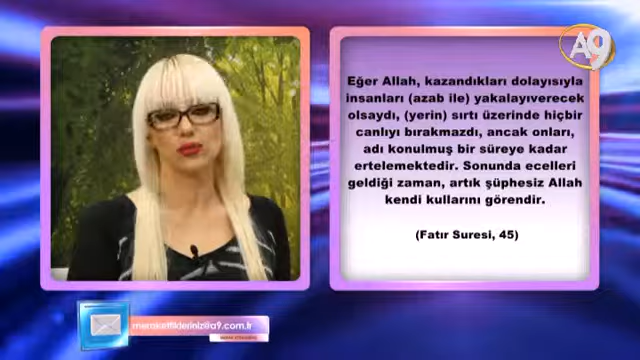 A9
Eğer Allah, kazandıkları dolayısıyla
insanları (azab ile) yakalayıverecek
olsaydı, (yerin) sırtı üzerinde hiçbir
canlıyı bırakmazdı, ancak onları,
adı konulmuş bir süreye kadar
ertelemektedir. Sonunda ecelleri
geldiği zaman, artık şüphesiz Allah
kendi kullarını görendir.
(Fatır Suresi, 45)
merakettikleriniz@a9.com.tr